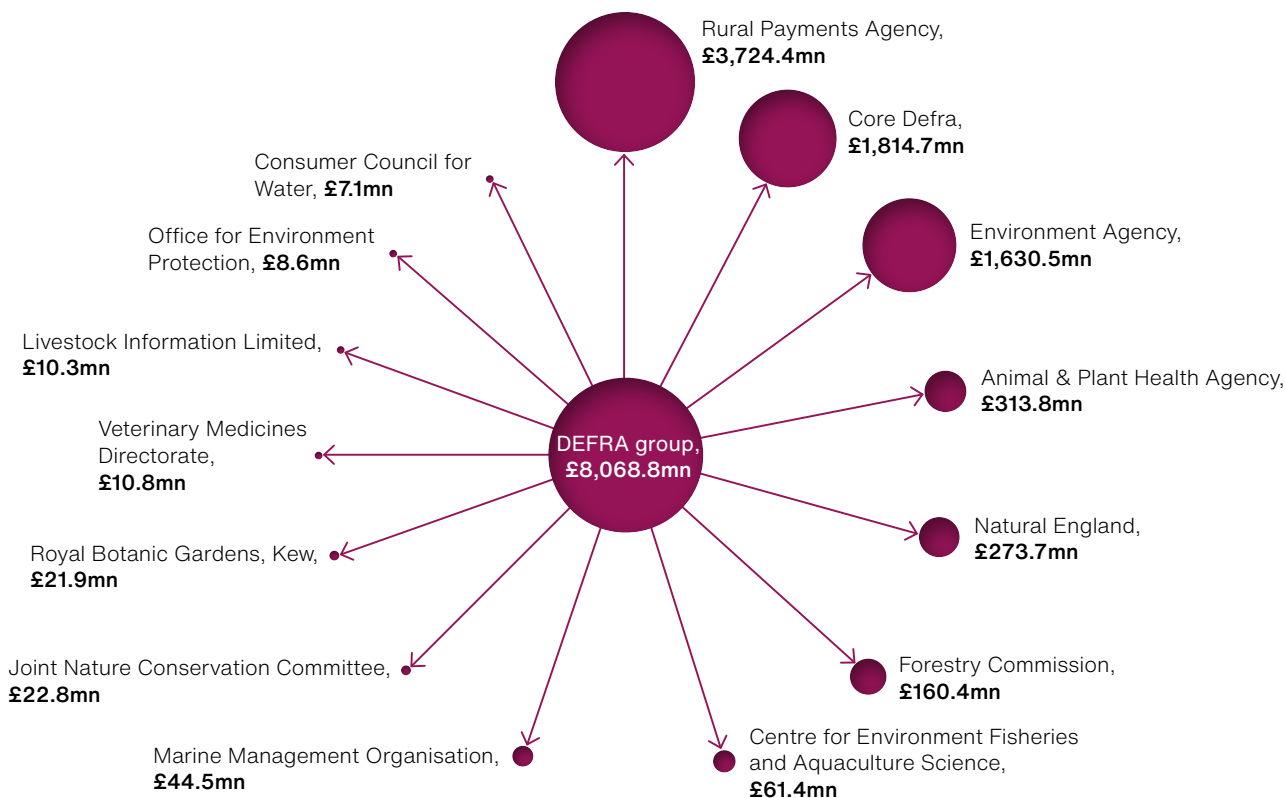 Rural Payments Agency,
£3,724.4mn
Core Defra,
£1,814.7mn
Environment Agency,
£1,630.5mn
Animal & Plant Health Agency,
£313.8mn
Natural England,
£273.7mn
Forestry Commission,
£160.4mn
Centre for Environment Fisheries
and Aquaculture Science,
£61.4mn
Marine Management Organisation,
£44.5mn
Joint Nature Conservation Committee,
£22.8mn
Royal Botanic Gardens, Kew,
£21.9mn
Veterinary Medicines
Directorate,
£10.8mn
Livestock Information Limited,
£10.3mn
Office for Environment
Protection, £8.6mn
Consumer Council for
Water, £7.1mn
DEFRA group,
£8,068.8mn